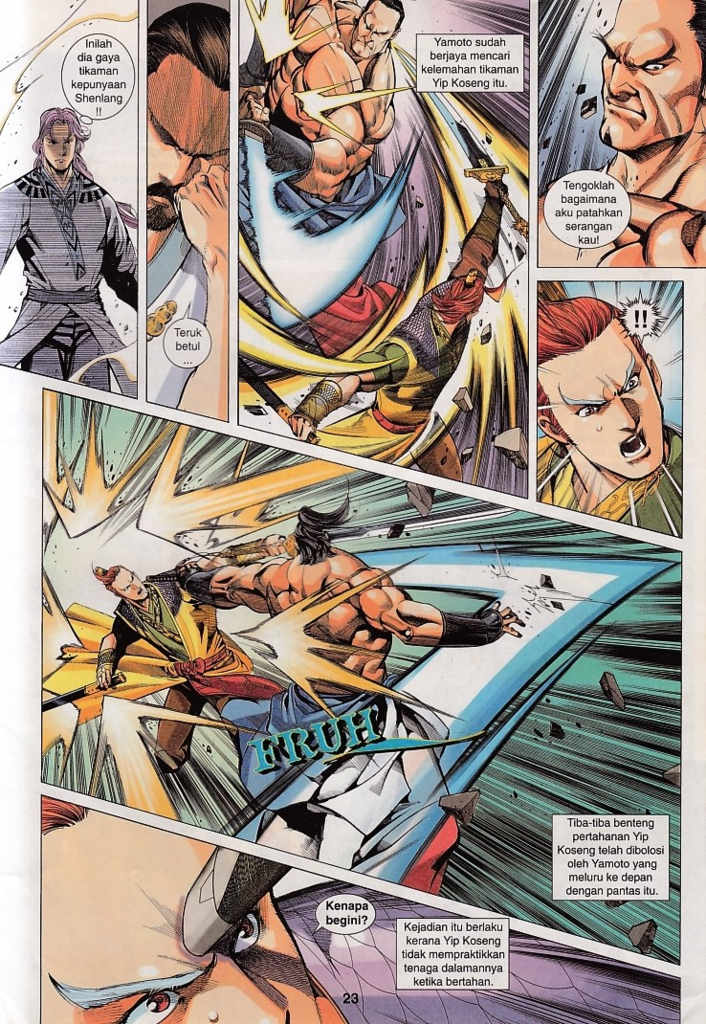 Inilah
dia gaya
tikaman
kepunyaan
Shenlang
!!
Teruk
betul
...
Yamoto sudah
berjaya mencari
kelemahan tikaman
Yip Koseng itu.
Tengoklah
bagaimana
aku patahkan
serangan
kau!
!!
BRUH
Tiba-tiba benteng
pertahanan Yip
Koseng telah dibolosi
oleh Yamoto yang
meluru ke depan
dengan pantas itu.
Kenapa
begini?
Kejadian itu berlaku
kerana Yip Koseng
tidak mempraktikkan
tenaga dalamannya
ketika bertahan.
23